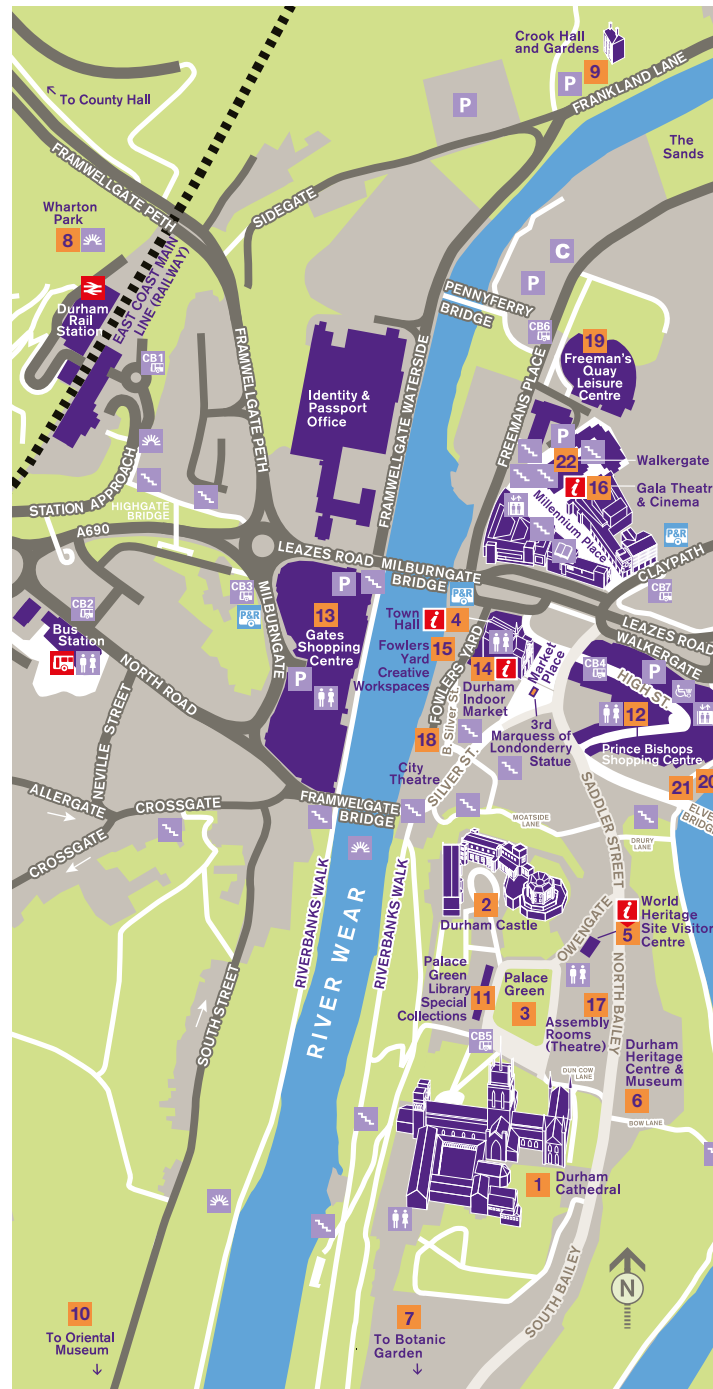 Crook Hall
and Gardens
9
P
FRANKLAND LANE
To County Hall
P
The
Sands
FRAMWELLGATE PETH
SIDEGATE
Wharton
Park
8
EAST COAST MAIN
LINE (RAILWAY)
Durham
Rail
Station
C
P
PENNYFERRY
BRIDGE
CB6
19
Freeman's
Quay
Leisure
Centre
CB1
FRAMWELLGATE PETH
Identity &
Passport
Office
FRAMWELLGATE WATERSIDE
FREEMANS PLACE
P
22
Walkergate
i
16
Gala Theatre
& Cinema
Millennium Place
STATION APPROACH
HIGHGATE
BRIDGE
A690
P&R
CLAYPATH
LEAZES ROAD
MILBURNGATE
BRIDGE
CB3
P&R
MILBURNGATE
P
13
Gates
Shopping
Centre
P
P&R
CB7
LEAZES ROAD
WALKERGATE
CB2
Bus
Station
NORTH ROAD
Town
Hall
i
4
15
Fowlers
Yard
Creative
Workspaces
FOWLERS YARD
14
i
Durham
Indoor
Market
Market
Place
CB4
P
HIGH ST.
12
Prince Bishops
Shopping Centre
B. Silver St.
18
City
Theatre
3rd
Marquess of
Londonderry
Statue
SILVER ST.
21
20
ELVE
BRIDG
NEVILLE STREET
ALLERGATE
CROSSGATE
CROSSGATE
FRAMWELGATE
BRIDGE
MOATSIDE
LANE
SADDLER STREET
DRURY
LANE
RIVERBANKS WALK
RIVER WEAR
RIVERBANKS WALK
2
Durham Castle
OWENGATE
i
5
World
Heritage
Site Visitor
Centre
Palace
Green
Library
Special
Collections
11
Palace
Green
3
17
Assembly
Rooms
(Theatre)
NORTH BAILEY
CB5
DUN COW
LANE
Durham
Heritage
Centre &
Museum
6
BOW LANE
SOUTH STREET
1
Durham
Cathedral
SOUTH BAILEY
N
10
To Oriental
Museum
7
To Botanic
Garden